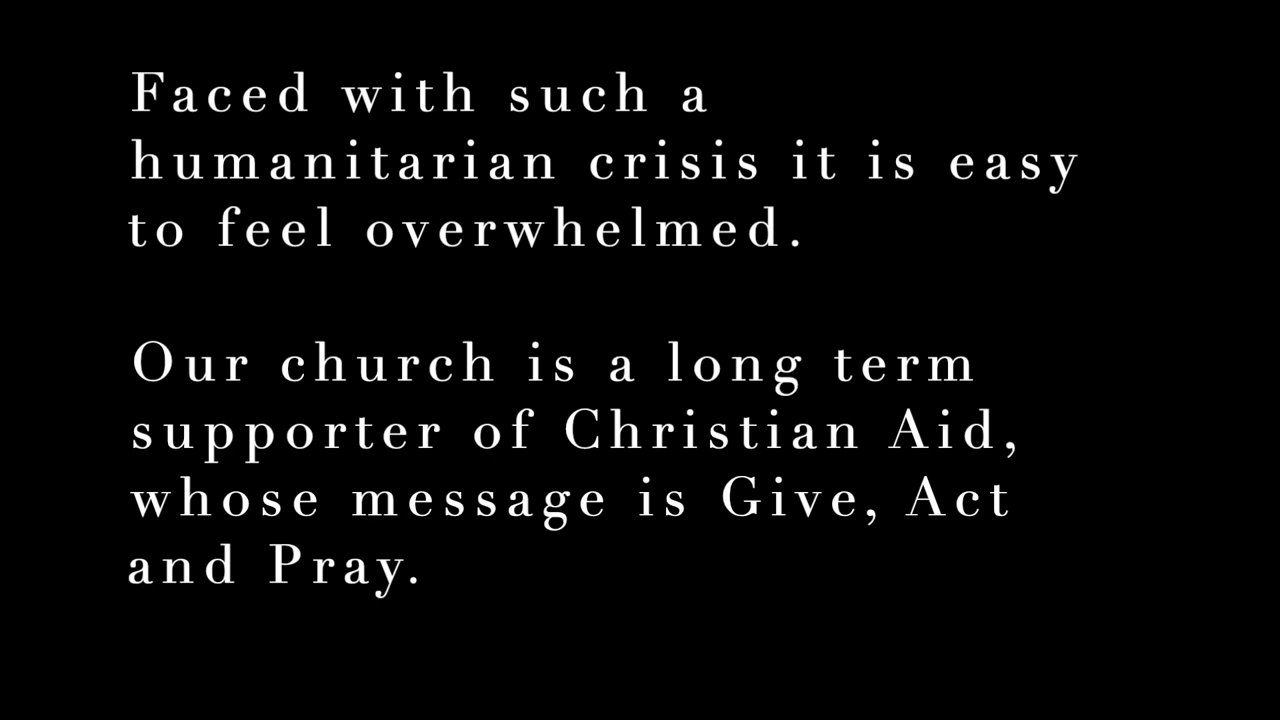 Faced with such a
humanitarian crisis it is easy
to feel overwhelmed.
Our church is a long term
supporter of Christian Aid,
whose message is Give, Act
and Pray.